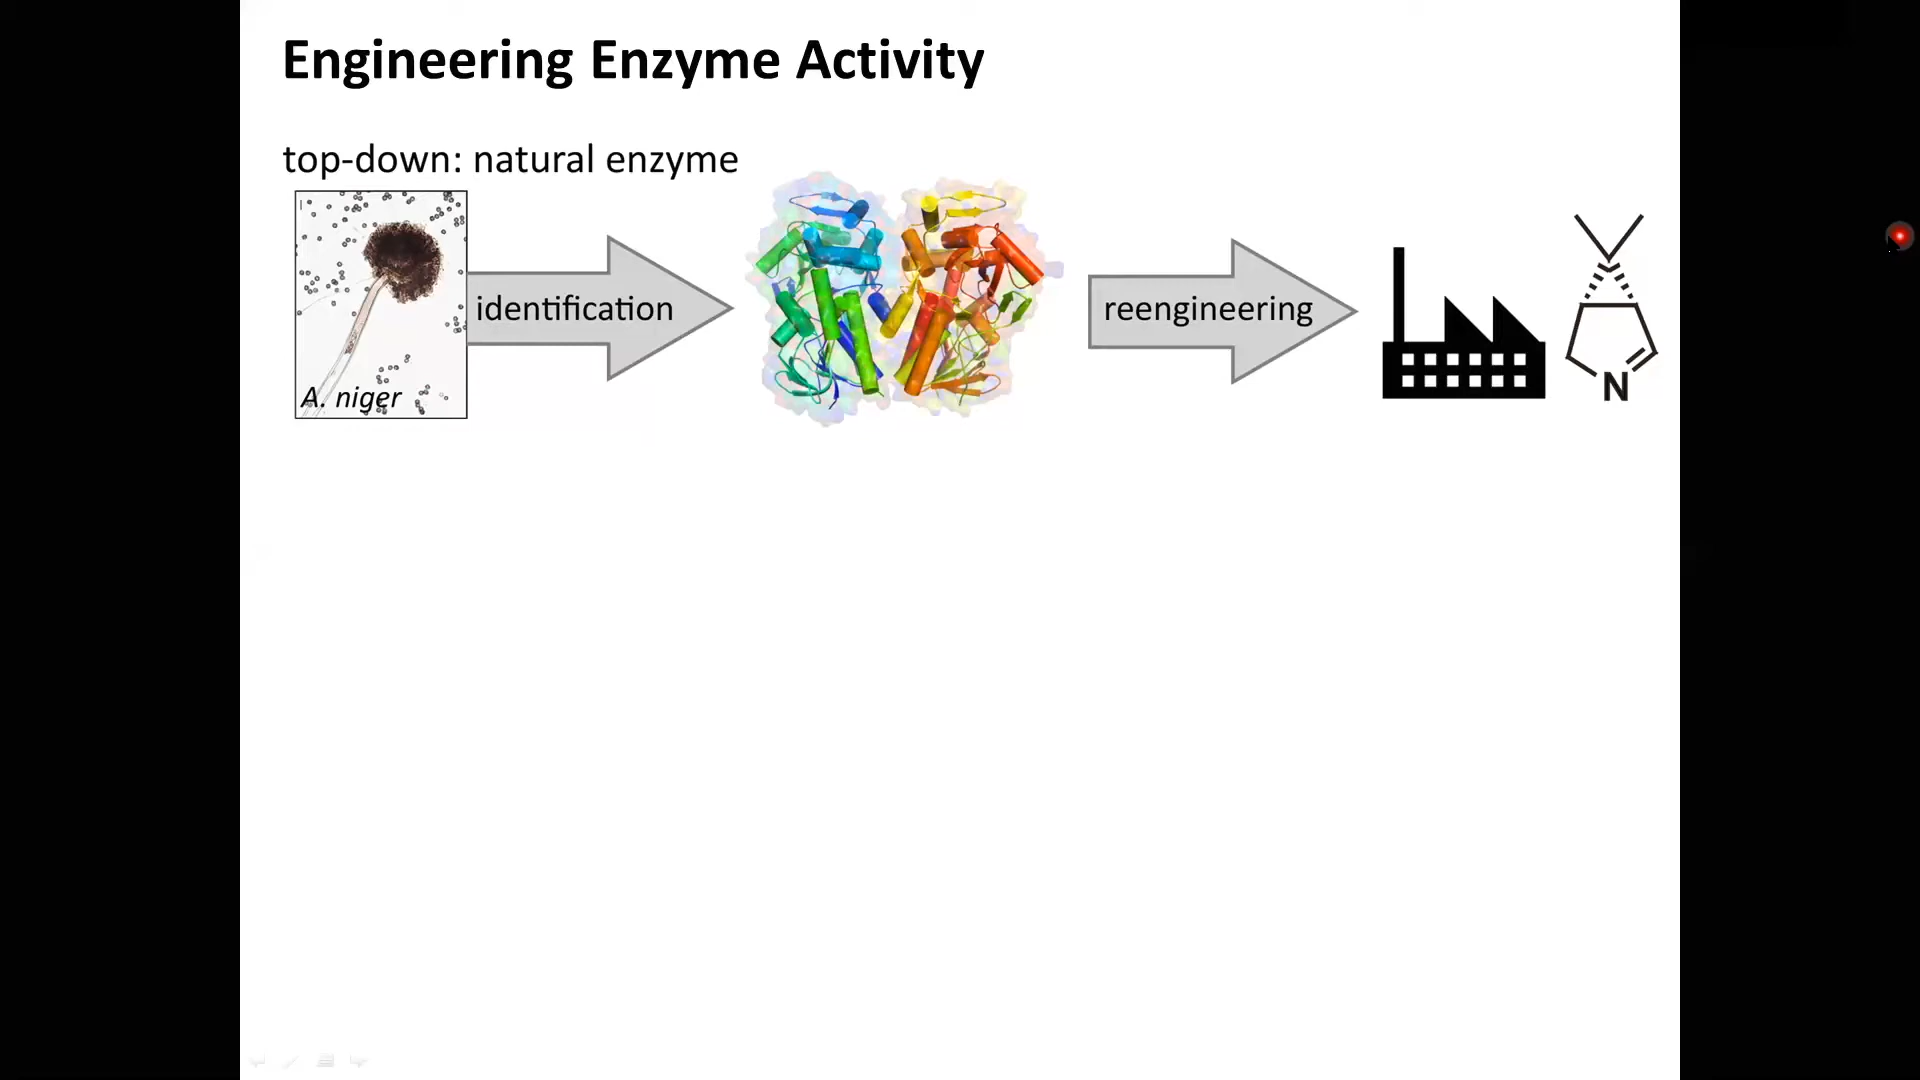 Engineering Enzyme Activity
top-down: natural enzyme
identification
reengineering
A. niger
N